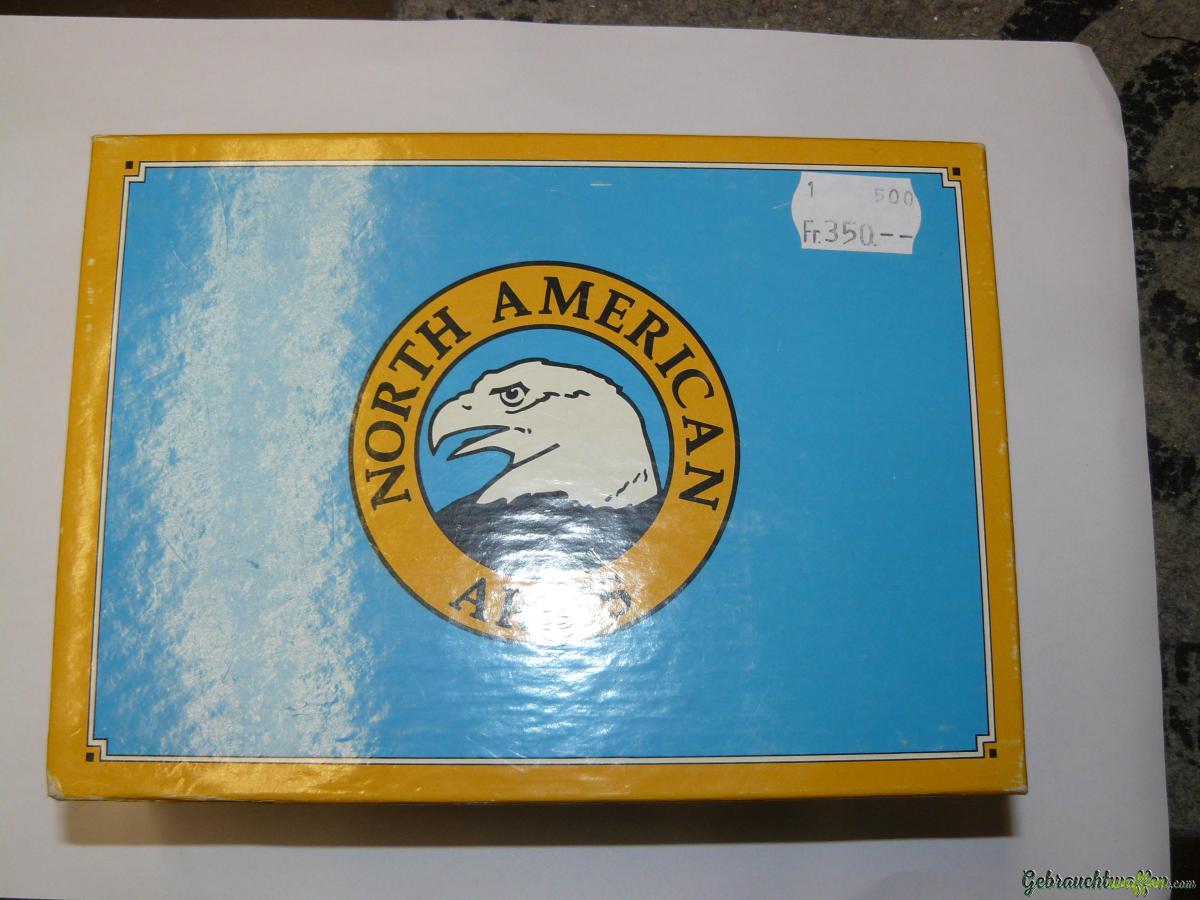 1 500
Fr.350.--
NORTH AMERICAN
Gebrauchtwaffen.com